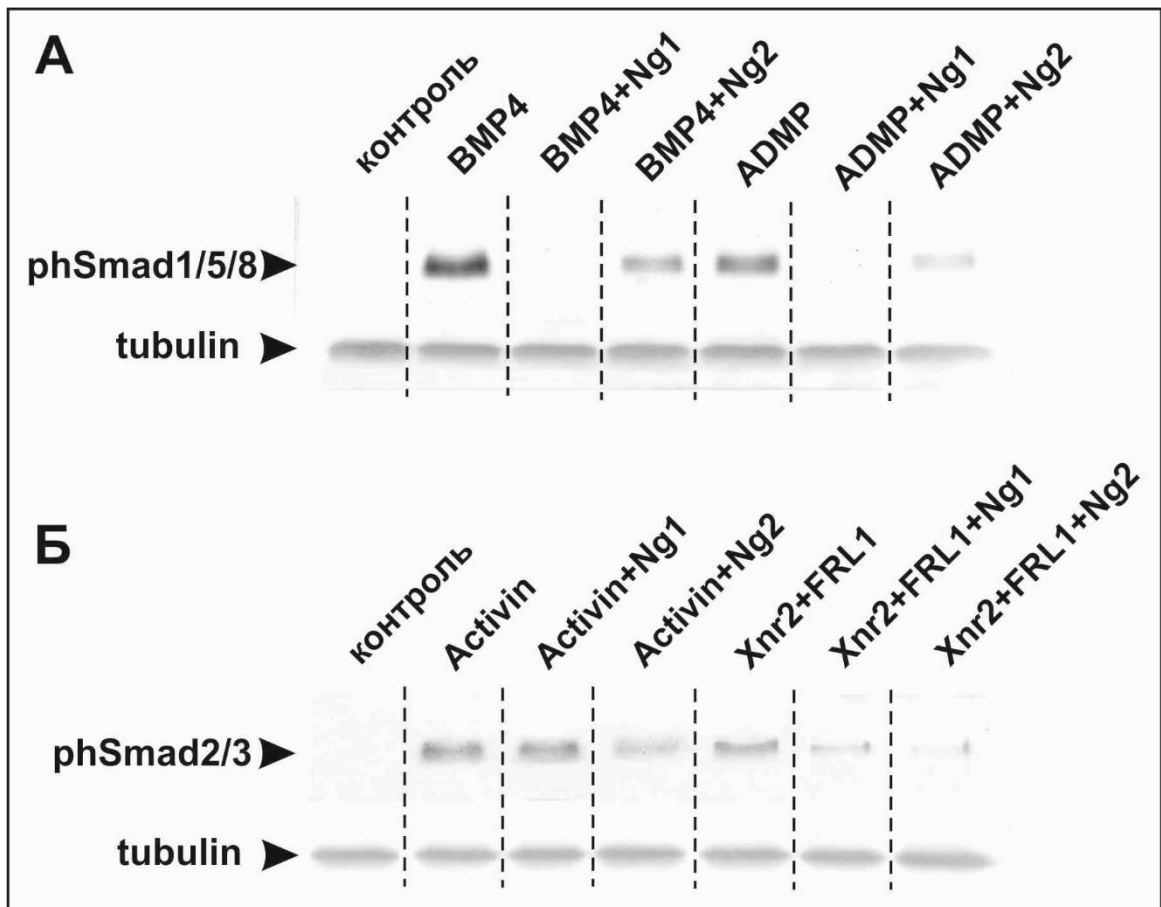 А
контроль
BMP4
BMP4+Ng1
BMP4+Ng2
ADMP
ADMP+Ng1
ADMP+Ng2
phSmad1/5/8
tubulin
Б
контроль
Activin
Activin+Ng1
Activin+Ng2
Xnr2+FRL1
Xnr2+FRL1+Ng1
Xnr2+FRL1+Ng2
phSmad2/3
tubulin